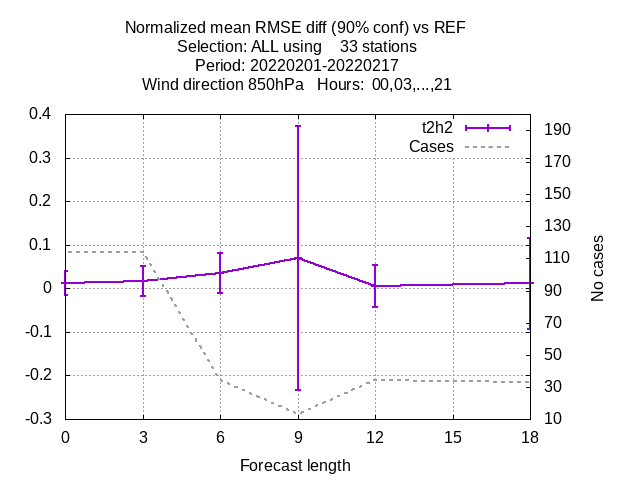 Normalized mean RMSE diff (90% conf) vs REF
Selection: ALL using    33 stations
Period: 20220201-20220217
Wind direction 850hPa   Hours:  00,03,...,21
t2h2
Cases
0.4
0.3
0.2
0.1
0
-0.1
-0.2
-0.3
190
170
150
130
110
90
70
50
30
10
No cases
0 3 6 9 12 15 18
Forecast length